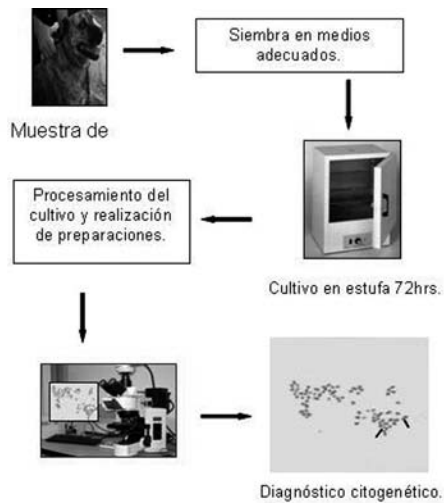 Siembra en medios
adecuados.
Muestra de
Procesamiento del
cultivo y realización
de preparaciones.
Cultivo en estufa 72hrs.
Diagnóstico citogenético.